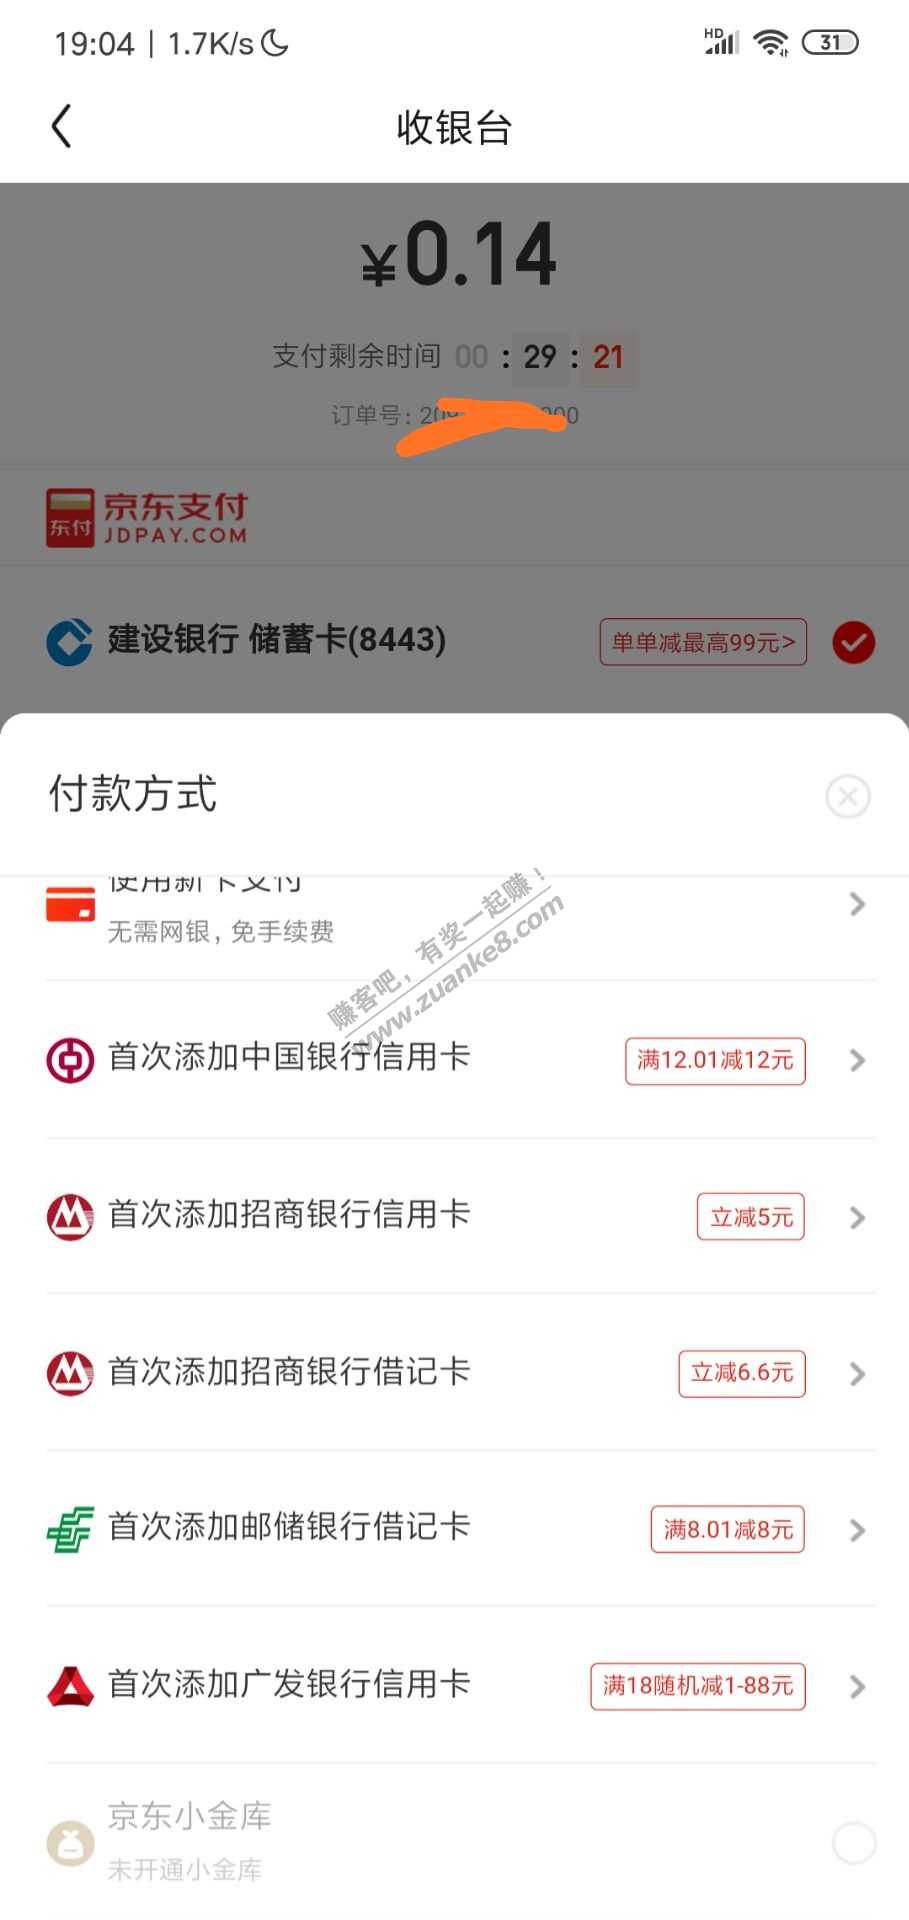 19:04 | 1.7K/s
HD
31
收银台
¥0.14
支付剩余时间 00 : 29 : 21
订单号: 209 000
东付
京东支付
JDPAY.COM
建设银行 储蓄卡(8443)
单单减最高99元>
付款方式
使用新卡支付
无需网银，免手续费
赚客吧，有奖一起赚！
www.zuanke8.com
首次添加中国银行信用卡
满12.01减12元
首次添加招商银行信用卡
立减5元
首次添加招商银行借记卡
立减6.6元
首次添加邮储银行借记卡
满8.01减8元
首次添加广发银行信用卡
满18随机减1-88元
京东小金库
未开通小金库